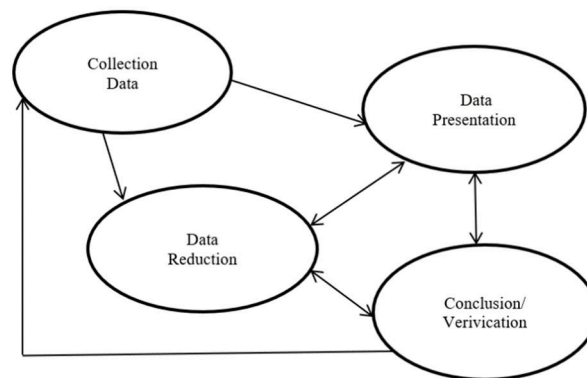 Collection
Data
Data
Presentation
Data
Reduction
Conclusion/
Verivication